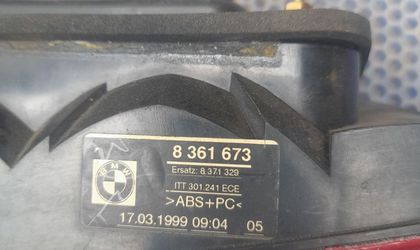 BMW
8 361 673
Ersatz: 8 371 329
ITT 301.241 ECE
>ABS+PC<
17.03.1999 09:04 05